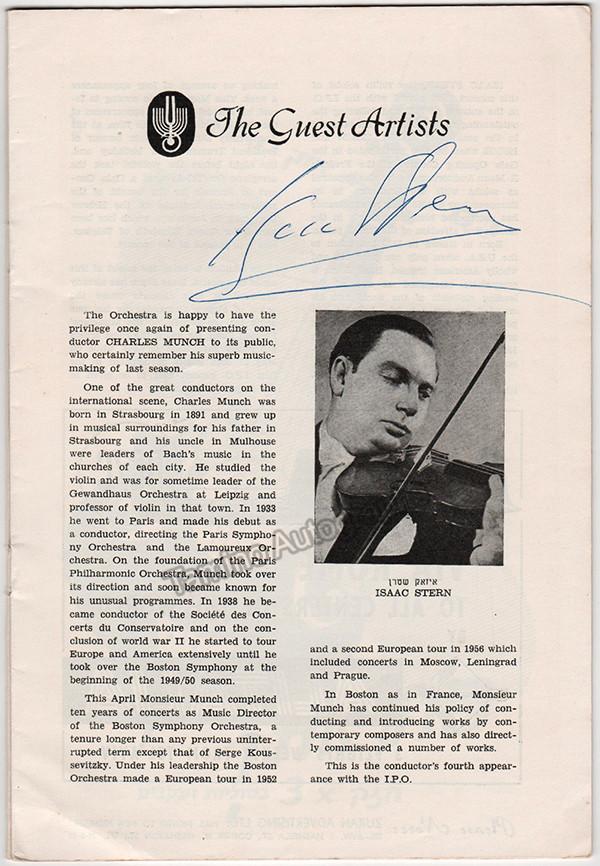 The Guest Artists
Isaac Stern
The Orchestra is happy to have the
privilege once again of presenting con-
ductor CHARLES MUNCH to its public,
who certainly remember his superb music-
making of last season.
One of the great conductors on the
international scene, Charles Munch was
born in Strasbourg in 1891 and grew up
in musical surroundings for his father in
Strasbourg and his uncle in Mulhouse
were leaders of Bach's music in the
churches of each city. He studied the
violin and was for sometime leader of the
Gewandhaus Orchestra at Leipzig and
professor of violin in that town. In 1933
he went to Paris and made his debut as
a conductor, directing the Paris Sympho-
ny Orchestra and the Lamoureux Or-
chestra. On the foundation of the Paris
Philharmonic Orchestra, Munch took over
its direction and soon became known for
his unusual programmes. In 1938 he be-
came conductor of the Société des Con-
certs du Conservatoire and on the con-
clusion of world war II he started to tour
Europe and America extensively until he
took over the Boston Symphony at the
beginning of the 1949/50 season.
This April Monsieur Munch completed
ten years of concerts as Music Director
of the Boston Symphony Orchestra, a
tenure longer than any previous uninter-
rupted term except that of Serge Kous-
sevitzky. Under his leadership the Boston
Orchestra made a European tour in 1952
איזאק שטרן
ISAAC STERN
and a second European tour in 1956 which
included concerts in Moscow, Leningrad
and Prague.
In Boston as in France, Monsieur
Munch has continued his policy of con-
ducting and introducing works by con-
temporary composers and has also direct-
ly commissioned a number of works.
This is the conductor's fourth appear-
ance with the I.P.O.